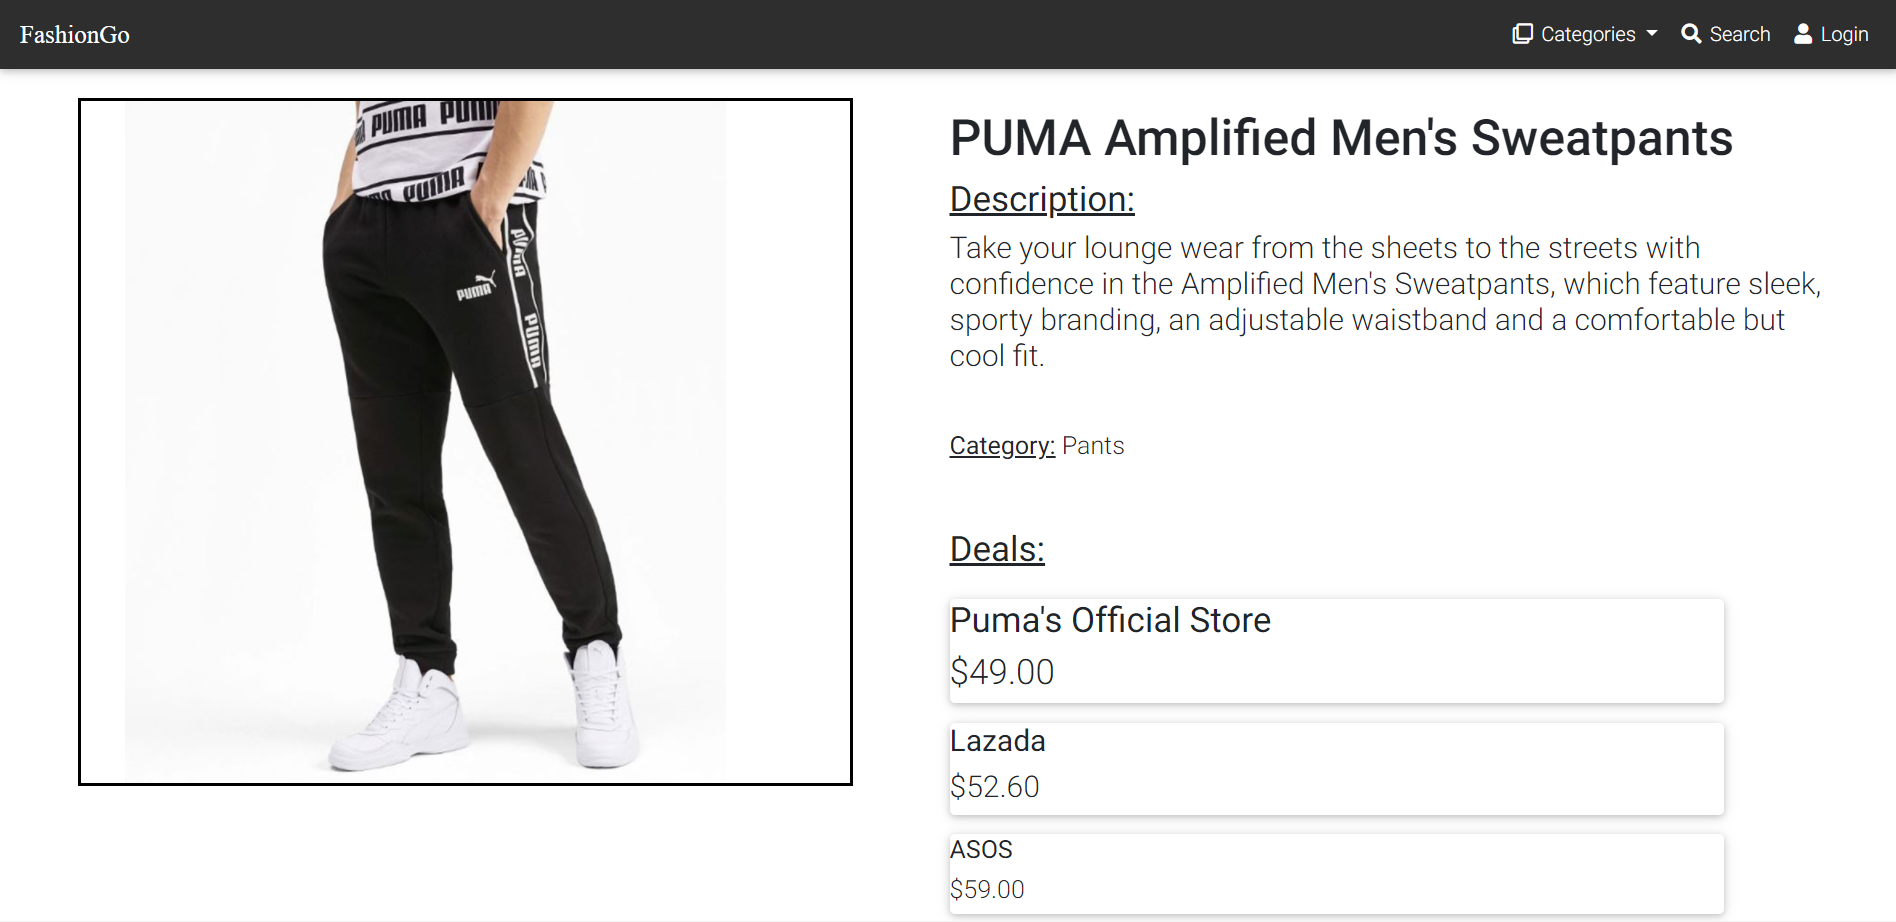 FashionGo
Categories
Search
Login
PUMA PUMA
PUMA
PUMA
PUMA
PUMA
PUMA Amplified Men's Sweatpants
Description:
Take your lounge wear from the sheets to the streets with
confidence in the Amplified Men's Sweatpants, which feature sleek,
sporty branding, an adjustable waistband and a comfortable but
cool fit.
Category: Pants
Deals:
Puma's Official Store
$49.00
Lazada
$52.60
ASOS
$59.00